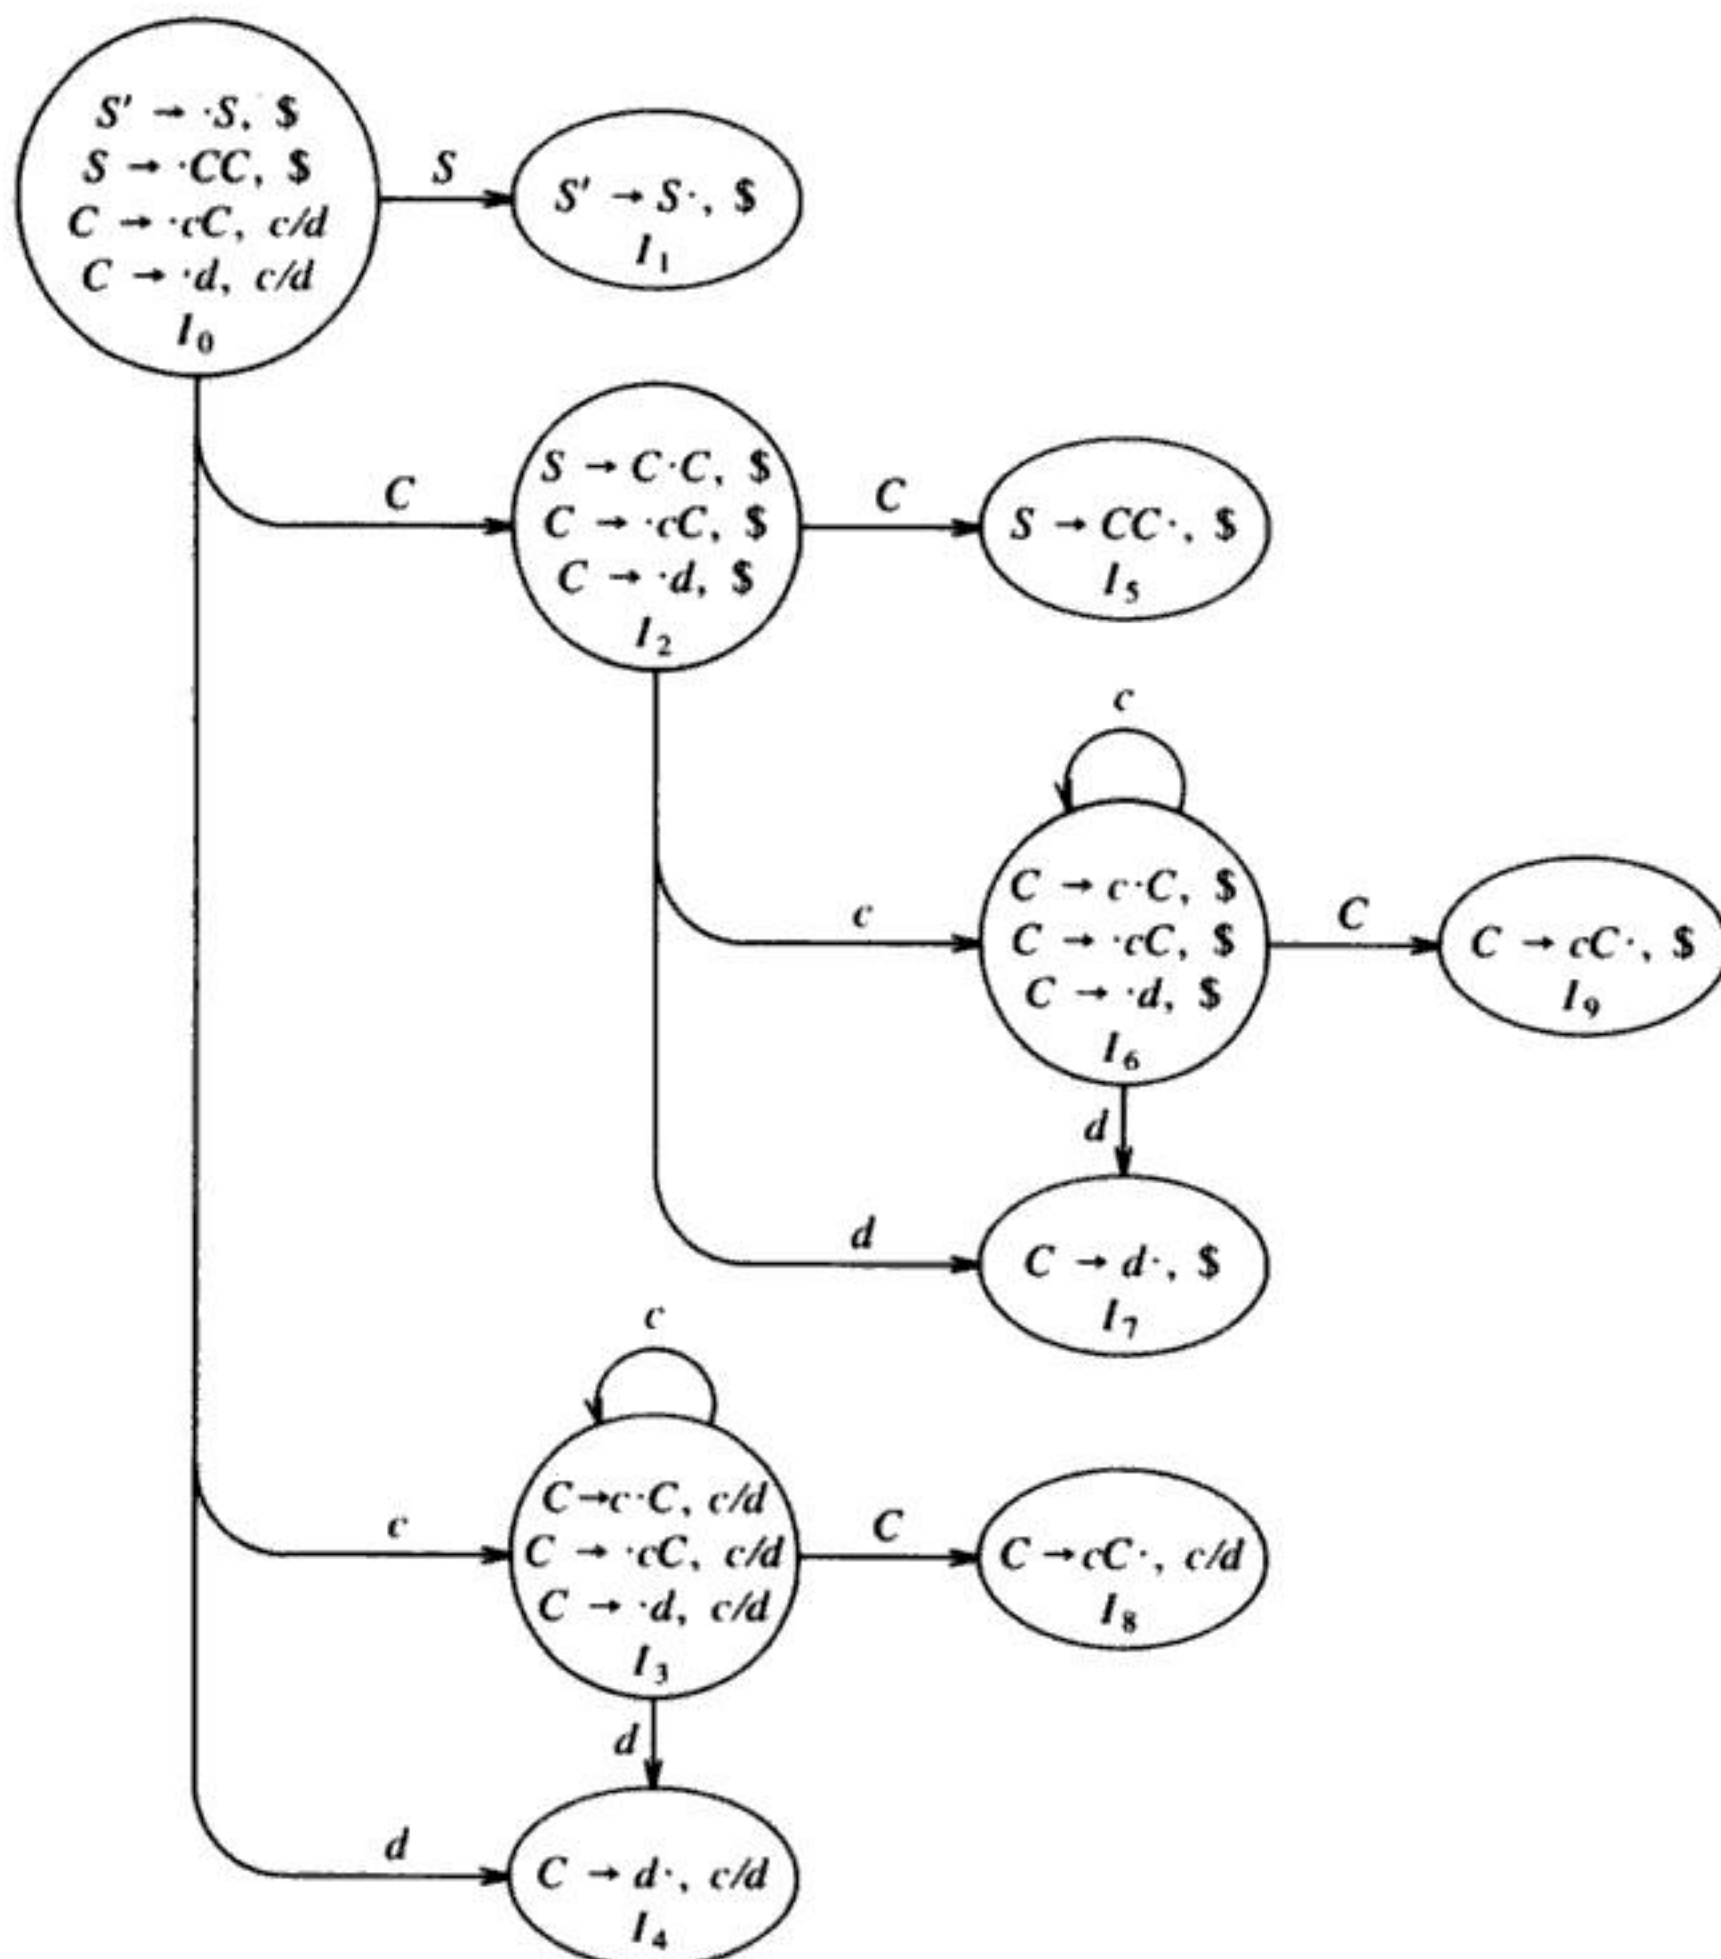 S' → ·S, $
S → ·CC, $
C → ·cC, c/d
C → ·d, c/d
I₀
S
S' → S·, $
I₁
C
S → C·C, $
C → ·cC, $
C → ·d, $
I₂
C
S → CC·, $
I₅
c
c
C → c·C, $
C → ·cC, $
C → ·d, $
I₆
C
C → cC·, $
I₉
d
d
C → d·, $
I₇
c
c
C→c·C, c/d
C → ·cC, c/d
C → ·d, c/d
I₃
C
C →cC·, c/d
I₈
d
d
C → d·, c/d
I₄